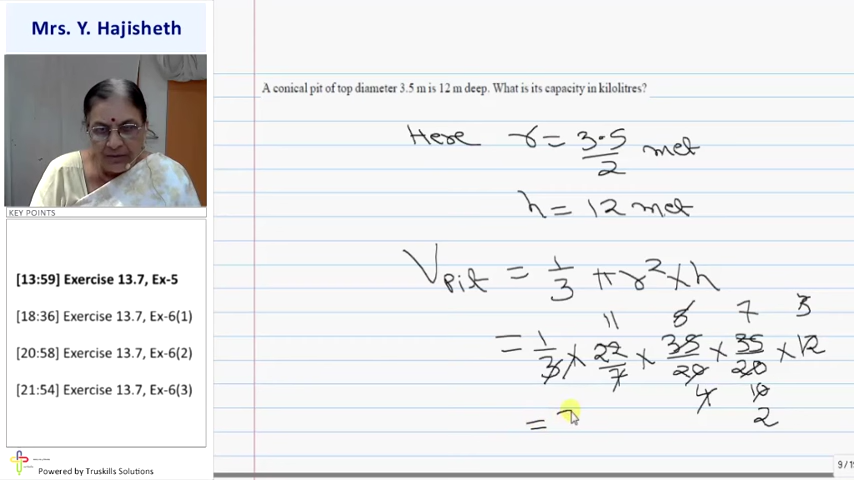 Mrs. Y. Hajisheth
KEY POINTS
[13:59] Exercise 13.7, Ex-5
[18:36] Exercise 13.7, Ex-6(1)
[20:58] Exercise 13.7, Ex-6(2)
[21:54] Exercise 13.7, Ex-6(3)
Powered by Truskills Solutions
A conical pit of top diameter 3.5 m is 12 m deep. What is its capacity in kilolitres?
Here r = 3.5/2 met
h = 12 met
Vpit = 1/3 πr² × h
11 7
= 1/3 × 22/7 × 35/20 × 35/20 × 12
4 10
2
=